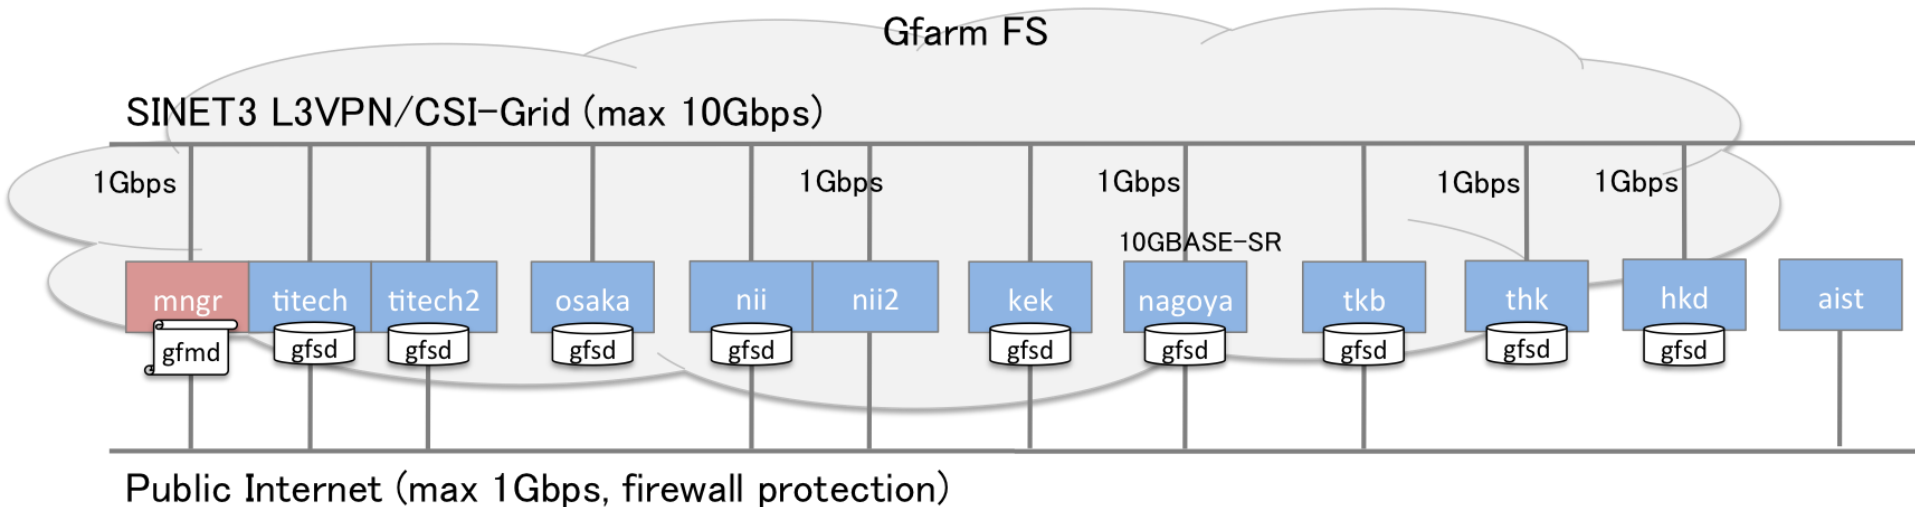 Gfarm FS
SINET3 L3VPN/CSI-Grid (max 10Gbps)
1Gbps 1Gbps 1Gbps 1Gbps 1Gbps
10GBASE-SR
mngr titech titech2 osaka nii nii2 kek nagoya tkb thk hkd aist
gfmd gfsd gfsd gfsd gfsd gfsd gfsd gfsd gfsd gfsd
Public Internet (max 1Gbps, firewall protection)